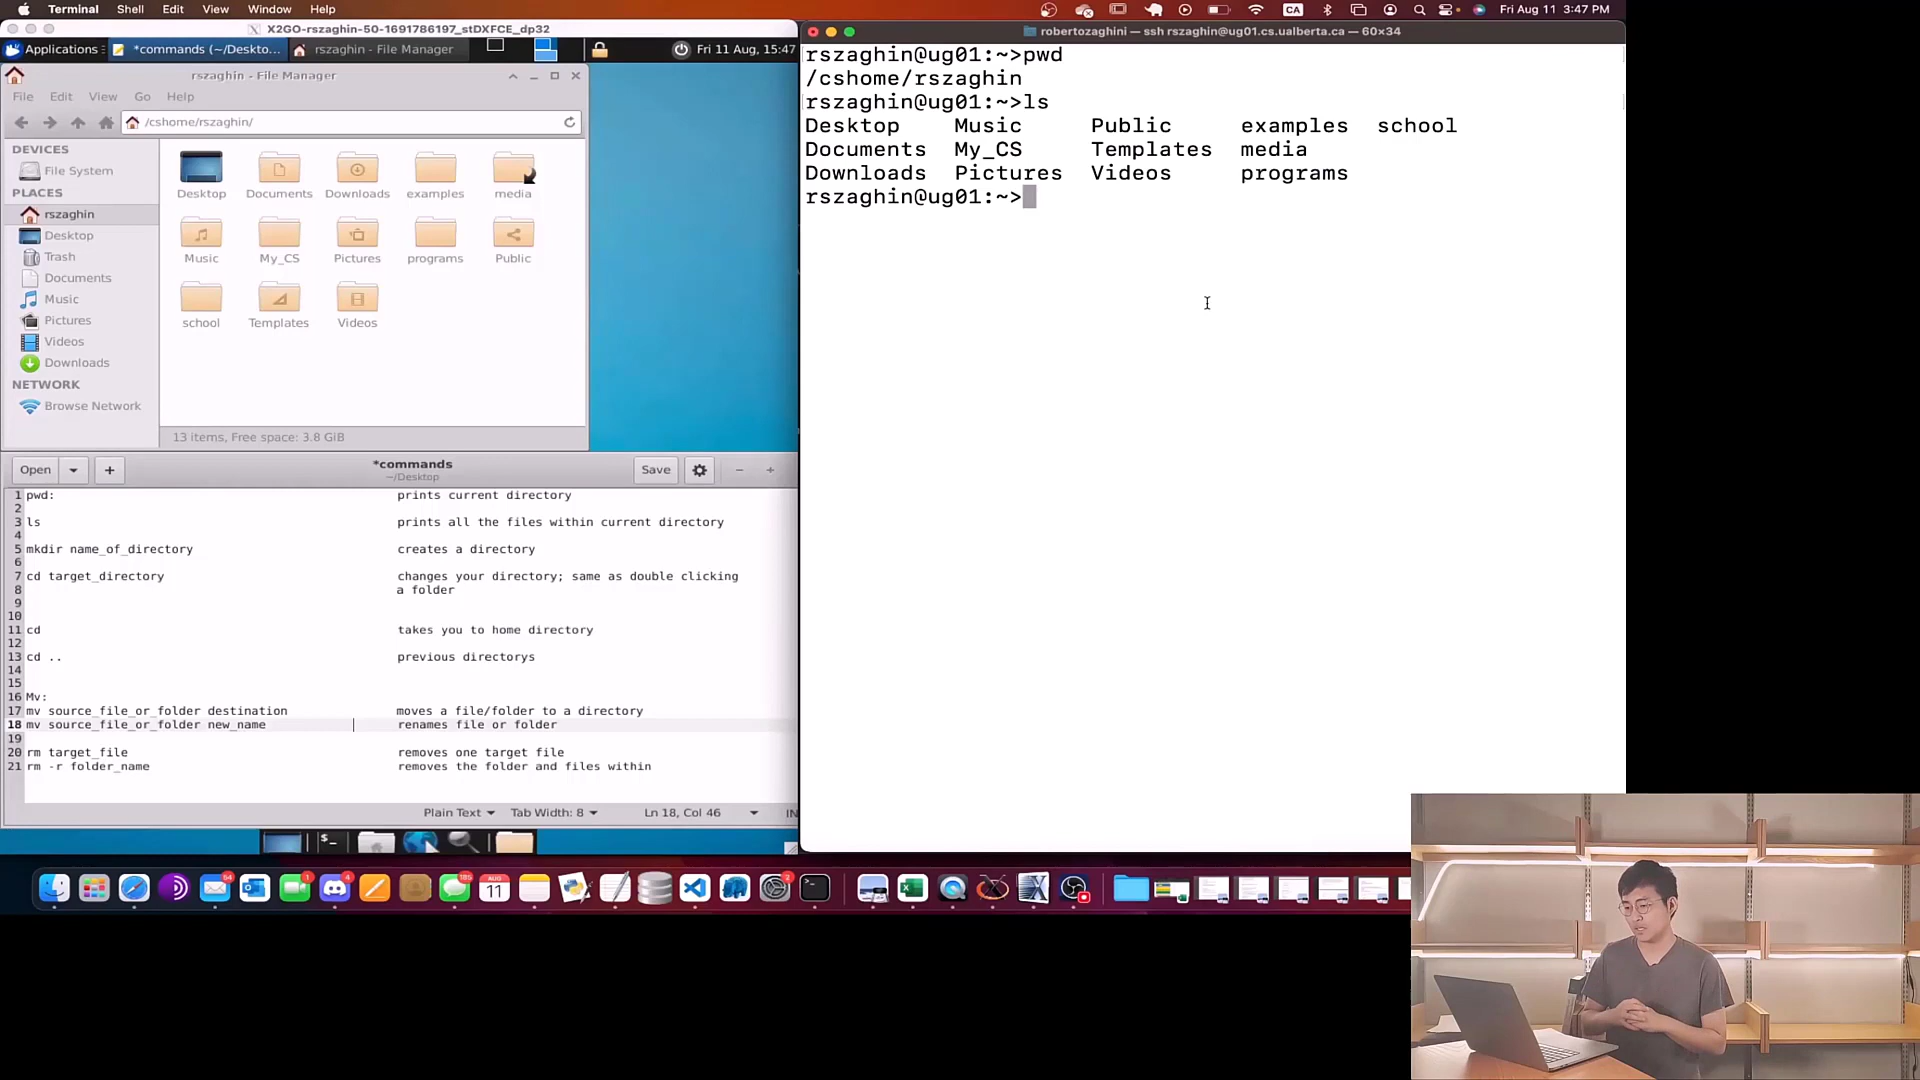 Terminal Shell Edit View Window Help
CA Fri Aug 11 3:47 PM
X2GO-rszaghin-50-1691786197_stDXFCE_dp32
Applications *commands (~/Deskto... rszaghin - File Manager Fri 11 Aug, 15:47
rszaghin - File Manager
File Edit View Go Help
/cshome/rszaghin/
DEVICES
File System
PLACES
rszaghin
Desktop
Trash
Documents
Music
Pictures
Videos
Downloads
NETWORK
Browse Network
Desktop Documents Downloads examples media
Music My_CS Pictures programs Public
school Templates Videos
13 items, Free space: 3.8 GiB
Open + *commands Save
~/Desktop
1 pwd: prints current directory
2
3 ls prints all the files within current directory
4
5 mkdir name_of_directory creates a directory
6
7 cd target_directory changes your directory; same as double clicking
8 a folder
9
10
11 cd takes you to home directory
12
13 cd .. previous directorys
14
15
16 Mv:
17 mv source_file_or_folder destination moves a file/folder to a directory
18 mv source_file_or_folder new_name renames file or folder
19
20 rm target_file removes one target file
21 rm -r folder_name removes the folder and files within
Plain Text Tab Width: 8 Ln 18, Col 46 IN
robertozaghini — ssh rszaghin@ug01.cs.ualberta.ca — 60×34
rszaghin@ug01:~>pwd
/cshome/rszaghin
rszaghin@ug01:~>ls
Desktop Music Public examples school
Documents My_CS Templates media
Downloads Pictures Videos programs
rszaghin@ug01:~>